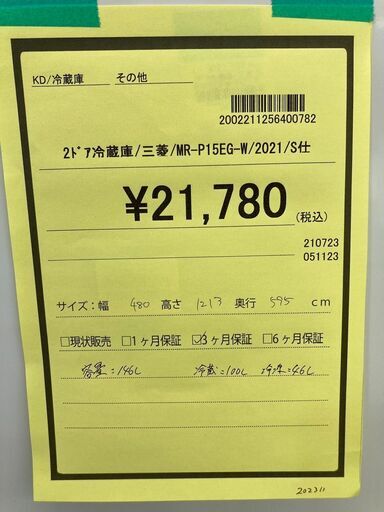 KD/冷蔵庫 その他
2002211256400782
2ﾄﾞｱ冷蔵庫/三菱/MR-P15EG-W/2021/S仕
¥21,780(税込)
210723
051123
サイズ:幅 480 高さ 1213 奥行 595 cm
□現状販売 □1ヶ月保証 ☑3ヶ月保証 □6ヶ月保証
容量:146L 冷蔵:100L 冷凍:46L
202311